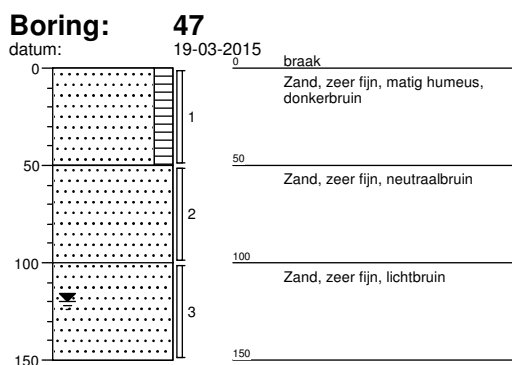 Boring: 47
datum: 19-03-2015
0
50
100
150
1
2
3
0 braak
Zand, zeer fijn, matig humeus,
donkerbruin
50
Zand, zeer fijn, neutraalbruin
100
Zand, zeer fijn, lichtbruin
150